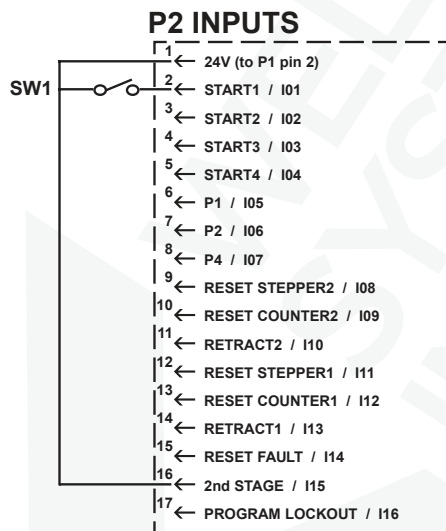 P2 INPUTS
1 24V (to P1 pin 2)
SW1 2 START1 / I01
3 START2 / I02
4 START3 / I03
5 START4 / I04
6 P1 / I05
7 P2 / I06
8 P4 / I07
9 RESET STEPPER2 / I08
10 RESET COUNTER2 / I09
11 RETRACT2 / I10
12 RESET STEPPER1 / I11
13 RESET COUNTER1 / I12
14 RETRACT1 / I13
15 RESET FAULT / I14
16 2nd STAGE / I15
17 PROGRAM LOCKOUT / I16